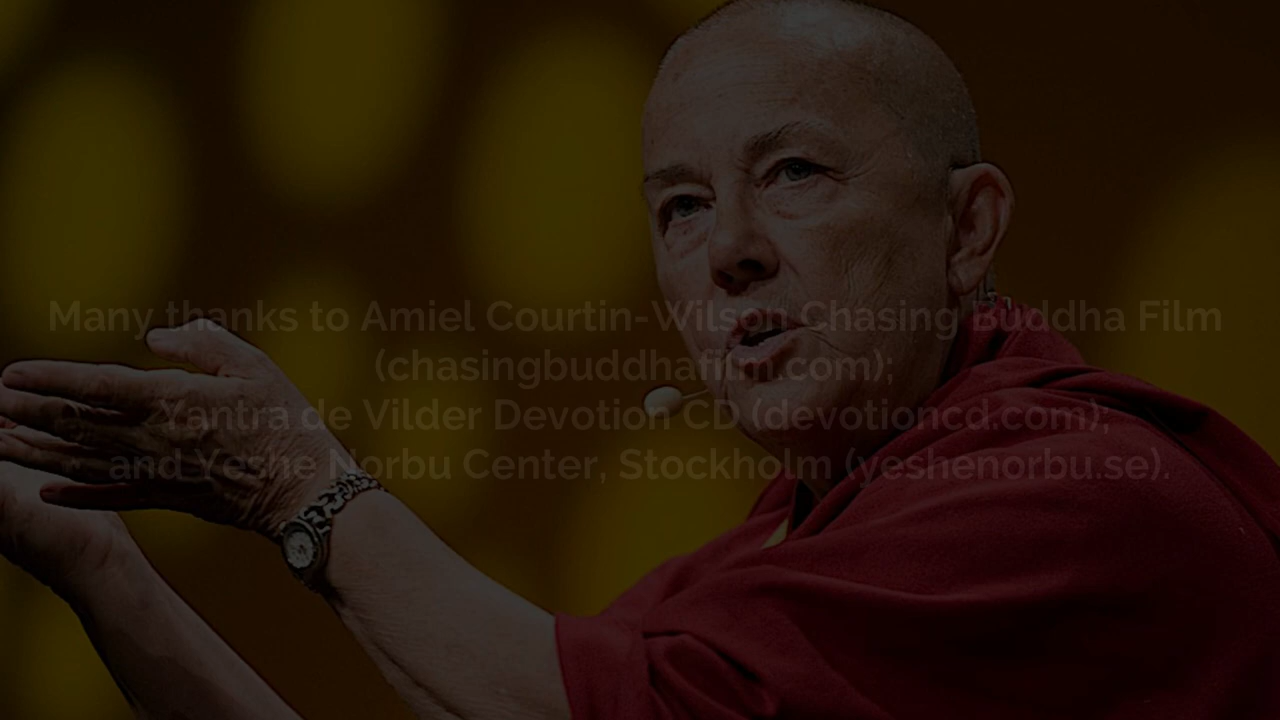 Many thanks to Amiel Courtin-Wilson Chasing Buddha Film
(chasingbuddhafilm.com);
Yantra de Vilder Devotion CD (devotioncd.com);
and Yeshe Norbu Center, Stockholm (yeshenorbu.se).